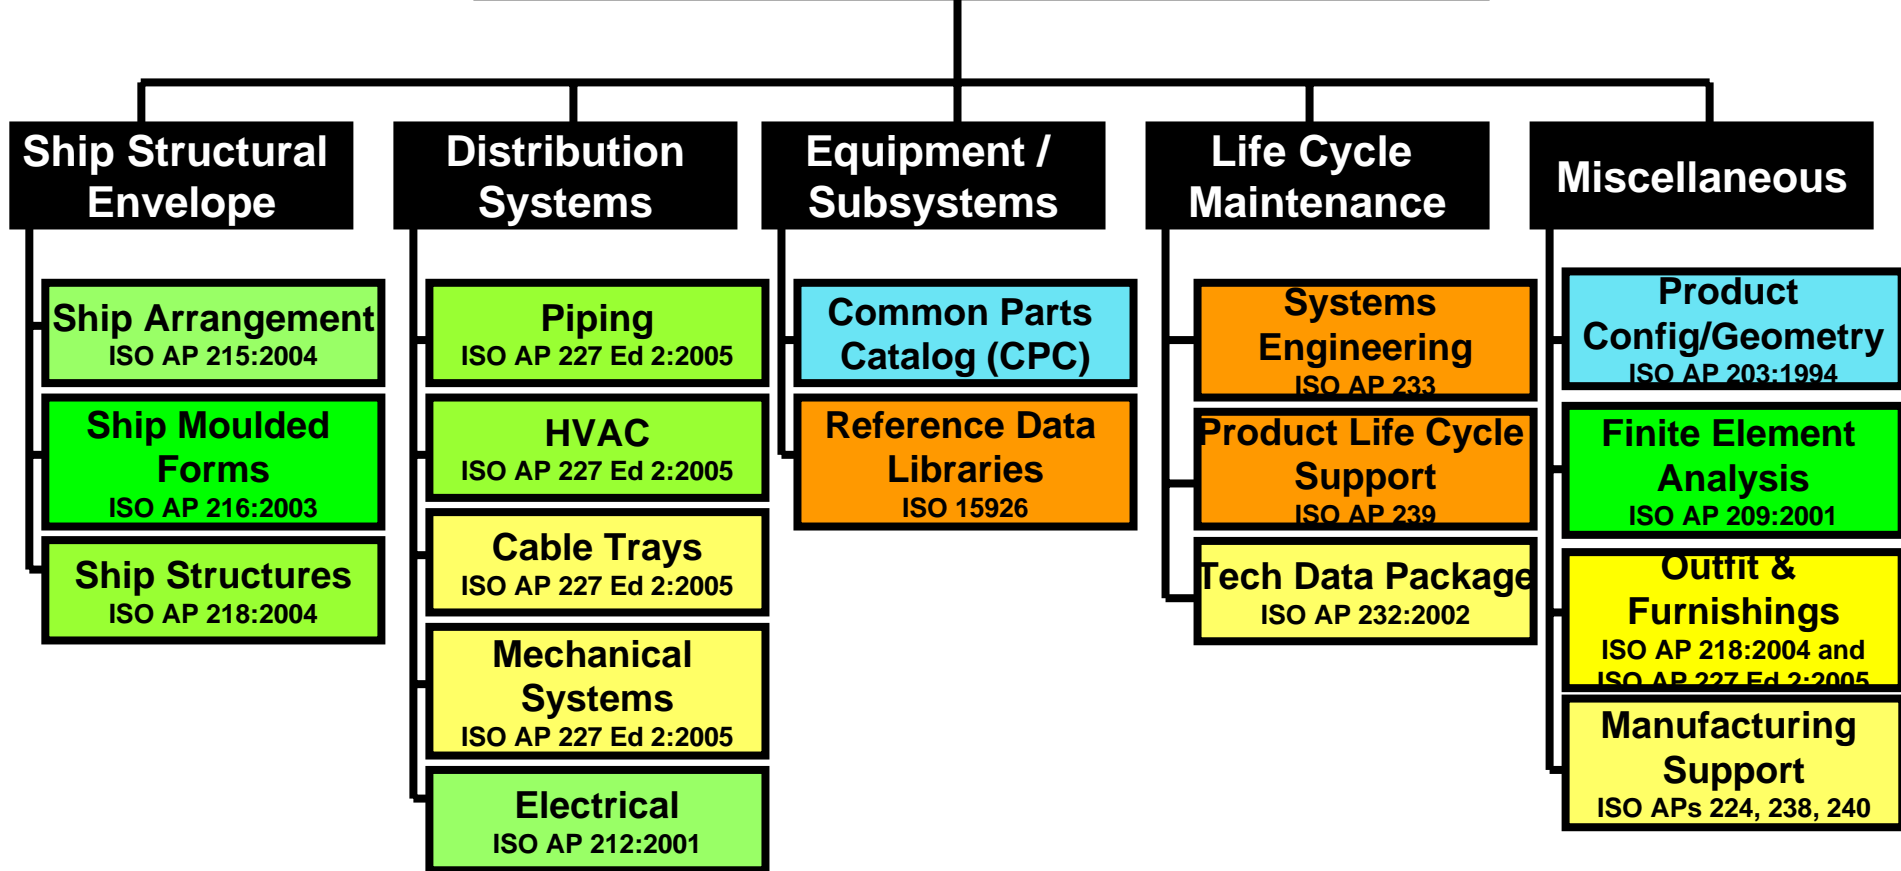 Ship Structural
Envelope
Ship Arrangement
ISO AP 215:2004
Ship Moulded
Forms
ISO AP 216:2003
Ship Structures
ISO AP 218:2004
Distribution
Systems
Piping
ISO AP 227 Ed 2:2005
HVAC
ISO AP 227 Ed 2:2005
Cable Trays
ISO AP 227 Ed 2:2005
Mechanical
Systems
ISO AP 227 Ed 2:2005
Electrical
ISO AP 212:2001
Equipment /
Subsystems
Common Parts
Catalog (CPC)
Reference Data
Libraries
ISO 15926
Life Cycle
Maintenance
Systems
Engineering
ISO AP 233
Product Life Cycle
Support
ISO AP 239
Tech Data Package
ISO AP 232:2002
Miscellaneous
Product
Config/Geometry
ISO AP 203:1994
Finite Element
Analysis
ISO AP 209:2001
Outfit &
Furnishings
ISO AP 218:2004 and
ISO AP 227 Ed 2:2005
Manufacturing
Support
ISO APs 224, 238, 240